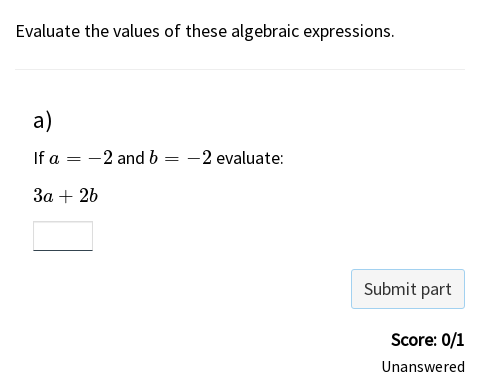 Evaluate the values of these algebraic expressions.
a)
If a = −2 and b = −2 evaluate:
3a + 2b
Submit part
Score: 0/1
Unanswered